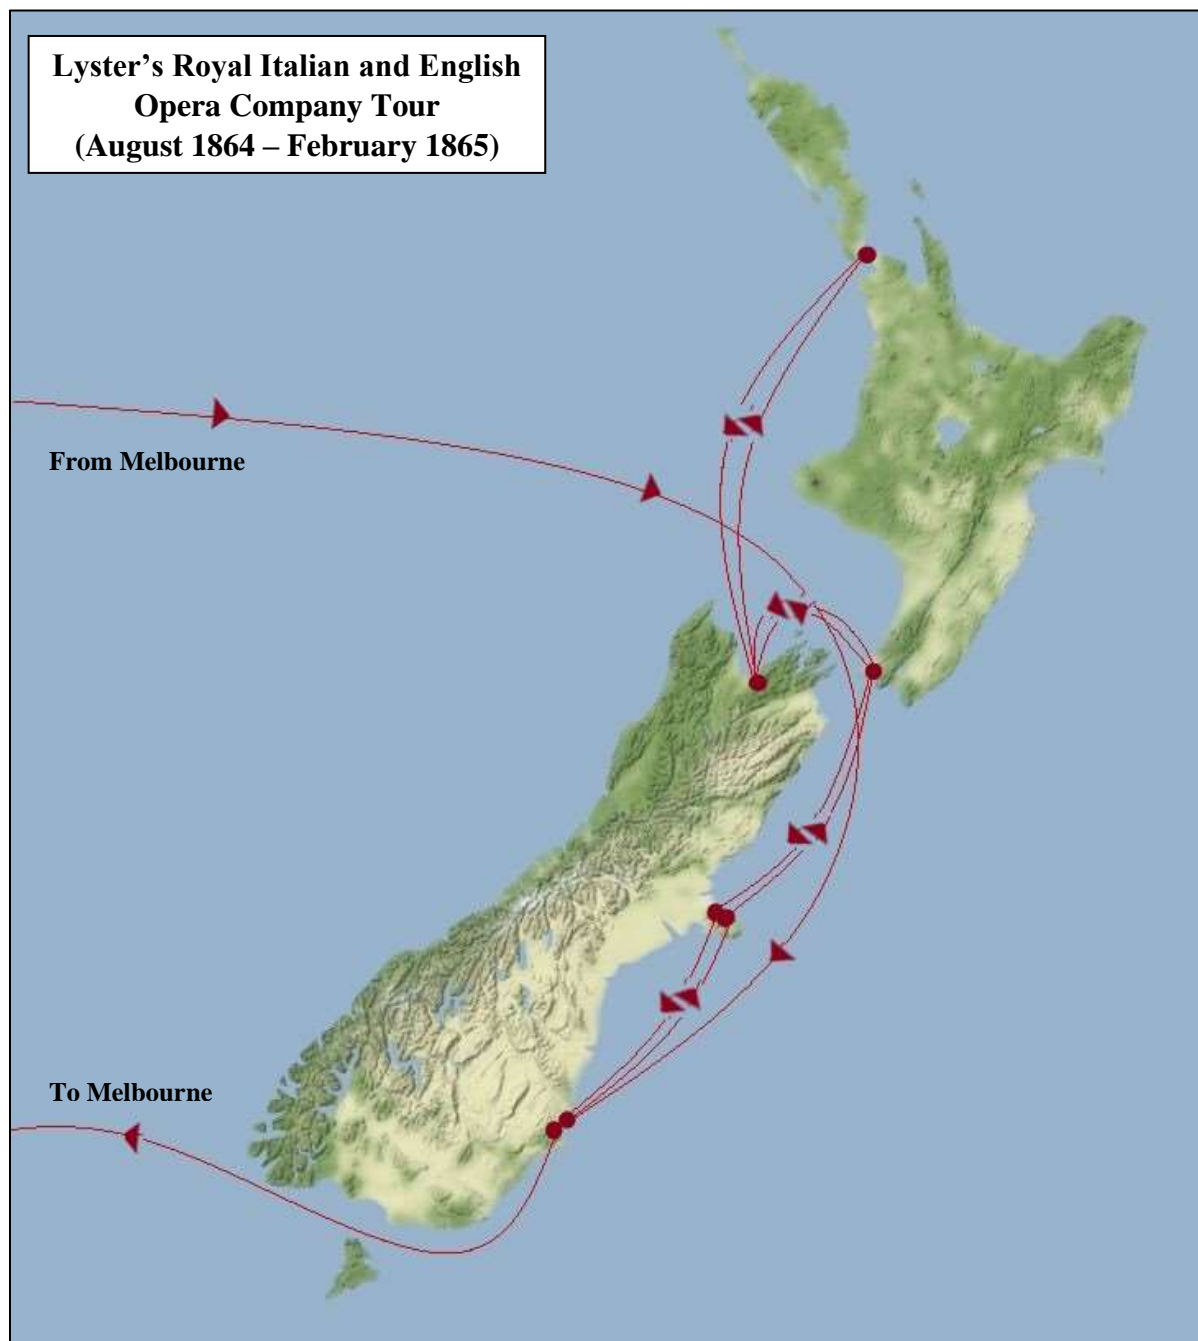 Lyster’s Royal Italian and English
Opera Company Tour
(August 1864 – February 1865)
From Melbourne
To Melbourne